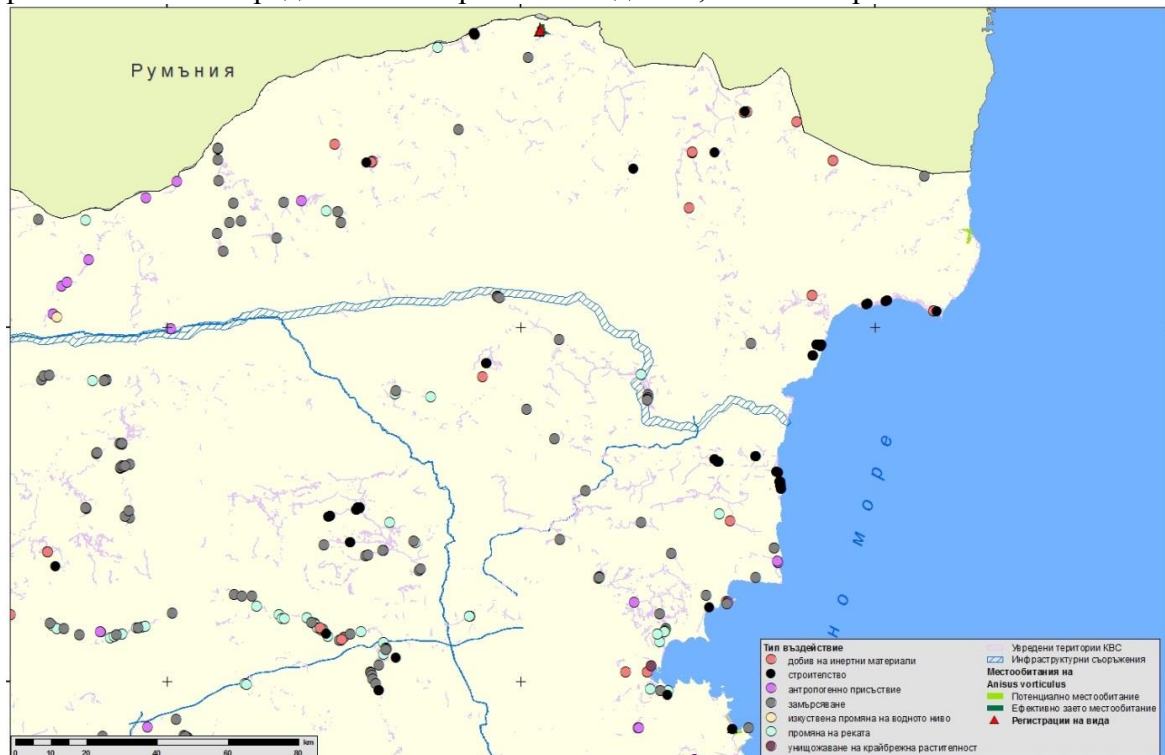 Румъния
но море
Тип въздействие
добив на инертни материали
строителство
антропогенно присъствие
замърсяване
изкуствена промяна на водното ниво
промяна на реката
унищожаване на крайбрежна растителност
Увредени територии КВС
Инфраструктурни съоръжения
Местообитания на
Anisus vorticulus
Потенциално местообитание
Ефективно заето местообитание
Регистрации на вида
km
0 10 20 40 60 80